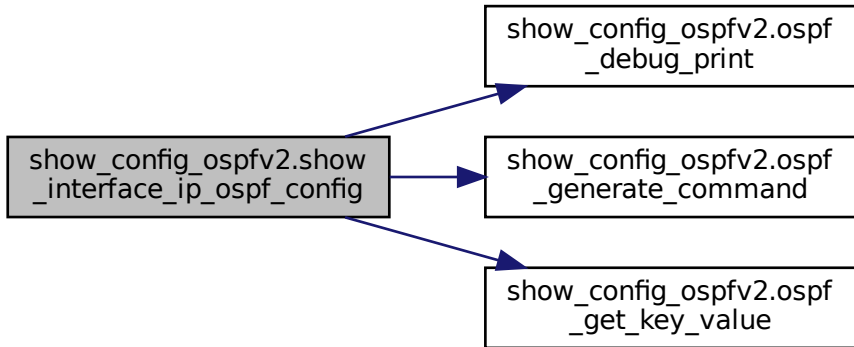 show_config_ospfv2.show
_interface_ip_ospf_config
show_config_ospfv2.ospf
_debug_print
show_config_ospfv2.ospf
_generate_command
show_config_ospfv2.ospf
_get_key_value